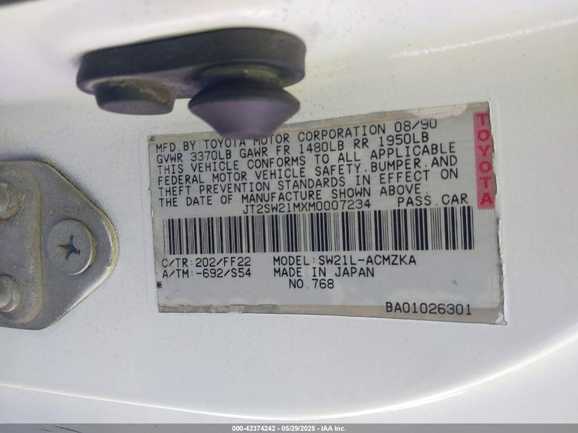 MFD BY TOYOTA MOTOR CORPORATION 08/90
GVWR 3370LB GAWR FR 1480LB RR 1950LB
THIS VEHICLE CONFORMS TO ALL APPLICABLE
FEDERAL MOTOR VEHICLE SAFETY, BUMPER, AND
THEFT PREVENTION STANDARDS IN EFFECT ON
THE DATE OF MANUFACTURE SHOWN ABOVE.
JT2SW21MXM0007234 PASS. CAR
TOYOTA
C/TR: 202/FF22 MODEL: SW21L-ACMZKA
A/TM: -692/S54 MADE IN JAPAN
NO. 768
BA01026301
000-42374242 - 05/29/2025 - IAA Inc.